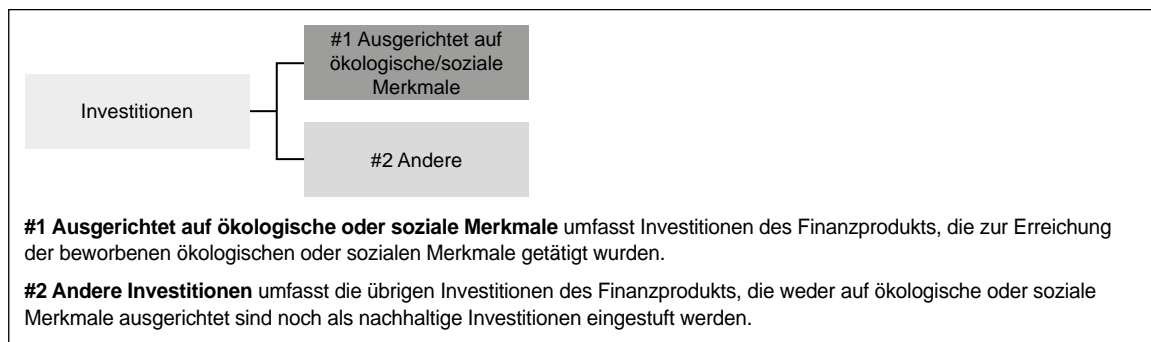 #1 Ausgerichtet auf
ökologische/soziale
Merkmale
Investitionen
#2 Andere
#1 Ausgerichtet auf ökologische oder soziale Merkmale umfasst Investitionen des Finanzprodukts, die zur Erreichung
der beworbenen ökologischen oder sozialen Merkmale getätigt wurden.
#2 Andere Investitionen umfasst die übrigen Investitionen des Finanzprodukts, die weder auf ökologische oder soziale
Merkmale ausgerichtet sind noch als nachhaltige Investitionen eingestuft werden.